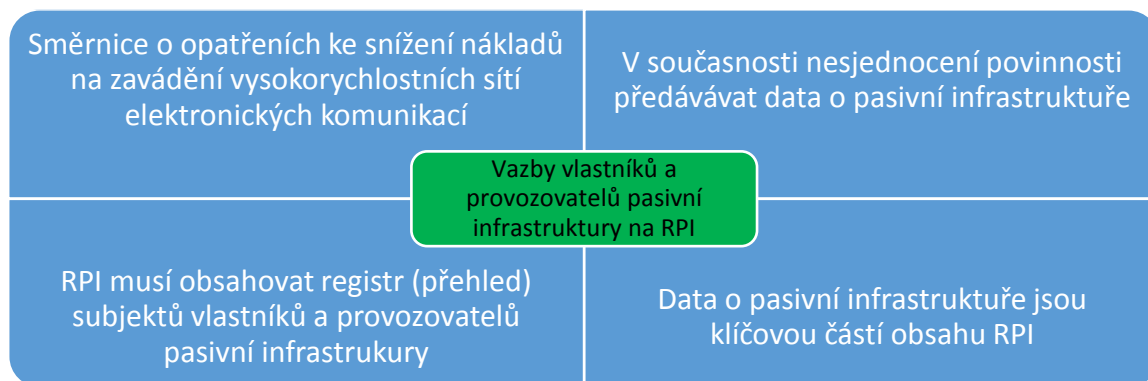 Směrnice o opatřeních ke snížení nákladů
na zavádění vysokorychlostních sítí
elektronických komunikací
V současnosti nesjednocení povinnosti
předávávat data o pasivní infrastruktuře
Vazby vlastníků a
provozovatelů pasivní
infrastruktury na RPI
RPI musí obsahovat registr (přehled)
subjektů vlastníků a provozovatelů
pasivní infrastrukury
Data o pasivní infrastruktuře jsou
klíčovou částí obsahu RPI